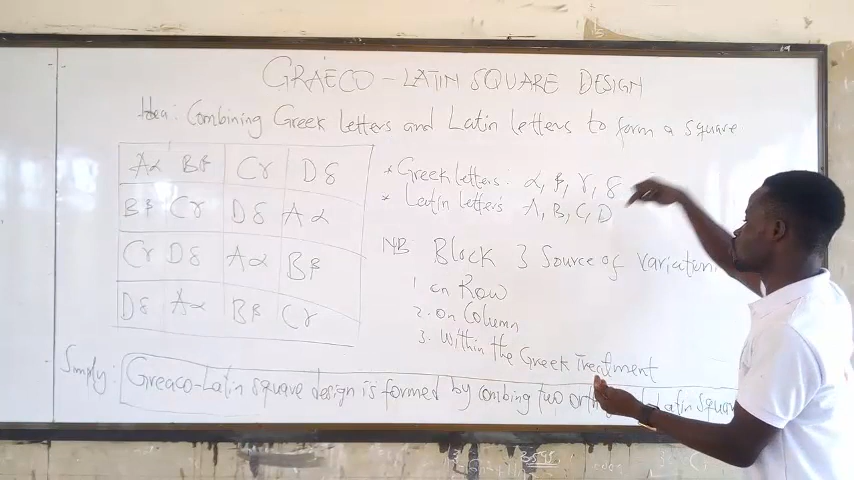 GRAECO - LATIN SQUARE DESIGN
Idea: Combining Greek letters and Latin letters to form a square
Aα Bβ Cγ Dδ
Bβ Cγ Dδ Aα
Cγ Dδ Aα Bβ
Dδ Aα Bβ Cγ
* Greek letters: α, β, γ, δ
* Latin letters A, B, C, D
NB Block 3 Source of variation
1 on Row
2. on Column
3. Within the Greek Treatment
Simply: Greaco-Latin square design is formed by combing two Latin Square